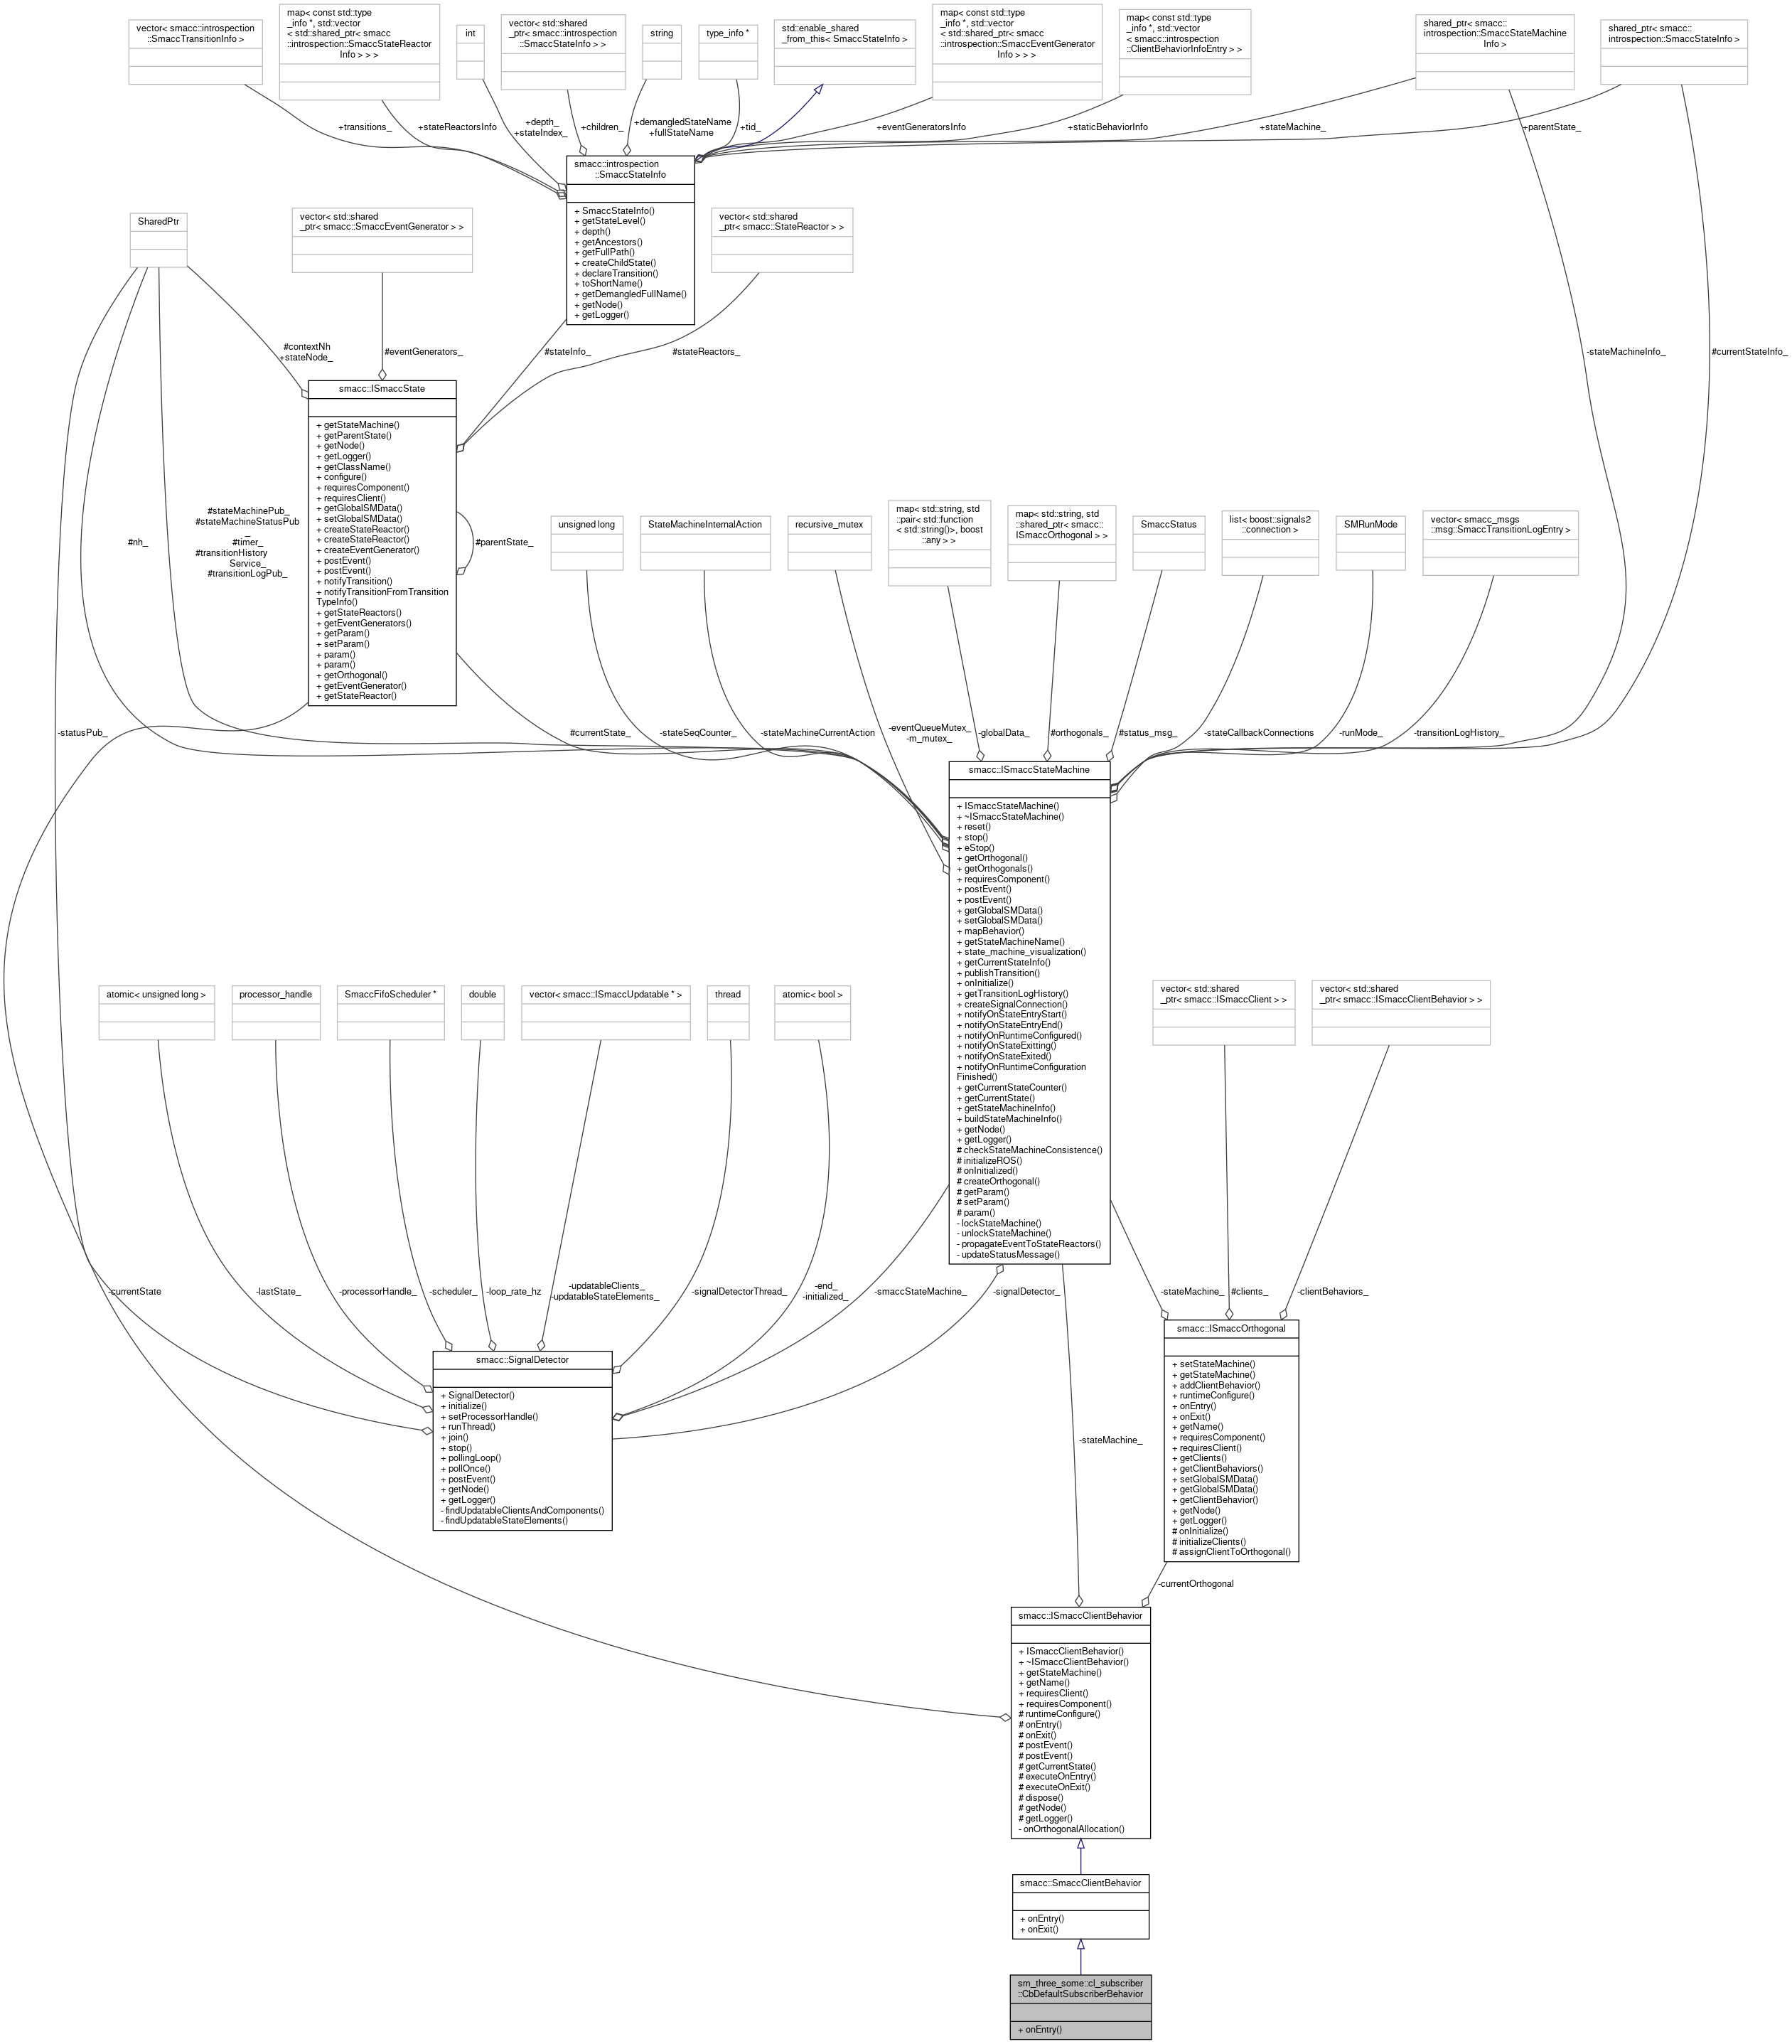 vector< smacc::introspection
::SmaccTransitionInfo >
map< const std::type
_info *, std::vector
< std::shared_ptr< smacc
::introspection::SmaccStateReactor
Info > > >
int
vector< std::shared
_ptr< smacc::introspection
::SmaccStateInfo > >
string
type_info *
std::enable_shared
_from_this< SmaccStateInfo >
map< const std::type
_info *, std::vector
< std::shared_ptr< smacc
::introspection::SmaccEventGenerator
Info > > >
map< const std::type
_info *, std::vector
< smacc::introspection
::ClientBehaviorInfoEntry > >
shared_ptr< smacc::
introspection::SmaccStateMachine
Info >
shared_ptr< smacc::
introspection::SmaccStateInfo >
+transitions_
+stateReactorsInfo
+depth_
+stateIndex_
+children_
+demangledStateName
+fullStateName
+tid_
+eventGeneratorsInfo
+staticBehaviorInfo
+stateMachine_
+parentState_
smacc::introspection
::SmaccStateInfo
+ SmaccStateInfo()
+ getStateLevel()
+ depth()
+ getAncestors()
+ getFullPath()
+ createChildState()
+ declareTransition()
+ toShortName()
+ getDemangledFullName()
+ getNode()
+ getLogger()
SharedPtr
vector< std::shared
_ptr< smacc::SmaccEventGenerator > >
vector< std::shared
_ptr< smacc::StateReactor > >
#contextNh
+stateNode_
#eventGenerators_
#stateInfo_
#stateReactors_
-stateMachineInfo_
#currentStateInfo_
smacc::ISmaccState
+ getStateMachine()
+ getParentState()
+ getNode()
+ getLogger()
+ getClassName()
+ configure()
+ requiresComponent()
+ requiresClient()
+ getGlobalSMData()
+ setGlobalSMData()
+ createStateReactor()
+ createStateReactor()
+ createEventGenerator()
+ postEvent()
+ postEvent()
+ notifyTransition()
+ notifyTransitionFromTransition
TypeInfo()
+ getStateReactors()
+ getEventGenerators()
+ getParam()
+ setParam()
+ param()
+ param()
+ getOrthogonal()
+ getEventGenerator()
+ getStateReactor()
#parentState_
#nh_
#stateMachinePub_
#stateMachineStatusPub
_
#timer_
#transitionHistory
Service_
#transitionLogPub_
unsigned long
StateMachineInternalAction
recursive_mutex
map< std::string, std
::pair< std::function
< std::string()>, boost
::any > >
map< std::string, std
::shared_ptr< smacc::
ISmaccOrthogonal > >
SmaccStatus
list< boost::signals2
::connection >
SMRunMode
vector< smacc_msgs
::msg::SmaccTransitionLogEntry >
-statusPub_
#currentState_
-stateSeqCounter_
-stateMachineCurrentAction
-eventQueueMutex_
-m_mutex_
-globalData_
#orthogonals_
#status_msg_
-stateCallbackConnections
-runMode_
-transitionLogHistory_
smacc::ISmaccStateMachine
+ ISmaccStateMachine()
+ ~ISmaccStateMachine()
+ reset()
+ stop()
+ eStop()
+ getOrthogonal()
+ getOrthogonals()
+ requiresComponent()
+ postEvent()
+ postEvent()
+ getGlobalSMData()
+ setGlobalSMData()
+ mapBehavior()
+ getStateMachineName()
+ state_machine_visualization()
+ getCurrentStateInfo()
+ publishTransition()
+ onInitialize()
+ getTransitionLogHistory()
+ createSignalConnection()
+ notifyOnStateEntryStart()
+ notifyOnStateEntryEnd()
+ notifyOnRuntimeConfigured()
+ notifyOnStateExitting()
+ notifyOnStateExited()
+ notifyOnRuntimeConfiguration
Finished()
+ getCurrentStateCounter()
+ getCurrentState()
+ getStateMachineInfo()
+ buildStateMachineInfo()
+ getNode()
+ getLogger()
# checkStateMachineConsistence()
# initializeROS()
# onInitialized()
# createOrthogonal()
# getParam()
# setParam()
# param()
- lockStateMachine()
- unlockStateMachine()
- propagateEventToStateReactors()
- updateStatusMessage()
atomic< unsigned long >
processor_handle
SmaccFifoScheduler *
double
vector< smacc::ISmaccUpdatable * >
thread
atomic< bool >
vector< std::shared
_ptr< smacc::ISmaccClient > >
vector< std::shared
_ptr< smacc::ISmaccClientBehavior > >
-currentState
-lastState_
-processorHandle_
-scheduler_
-loop_rate_hz
-updatableClients_
-updatableStateElements_
-signalDetectorThread_
-end_
-initialized_
-smaccStateMachine_
-signalDetector_
-stateMachine_
#clients_
-clientBehaviors_
smacc::SignalDetector
+ SignalDetector()
+ initialize()
+ setProcessorHandle()
+ runThread()
+ join()
+ stop()
+ pollingLoop()
+ pollOnce()
+ postEvent()
+ getNode()
+ getLogger()
- findUpdatableClientsAndComponents()
- findUpdatableStateElements()
smacc::ISmaccOrthogonal
+ setStateMachine()
+ getStateMachine()
+ addClientBehavior()
+ runtimeConfigure()
+ onEntry()
+ onExit()
+ getName()
+ requiresComponent()
+ requiresClient()
+ getClients()
+ getClientBehaviors()
+ setGlobalSMData()
+ getGlobalSMData()
+ getClientBehavior()
+ getNode()
+ getLogger()
# onInitialize()
# initializeClients()
# assignClientToOrthogonal()
-stateMachine_
-currentOrthogonal
smacc::ISmaccClientBehavior
+ ISmaccClientBehavior()
+ ~ISmaccClientBehavior()
+ getStateMachine()
+ getName()
+ requiresClient()
+ requiresComponent()
# runtimeConfigure()
# onEntry()
# onExit()
# postEvent()
# postEvent()
# getCurrentState()
# executeOnEntry()
# executeOnExit()
# dispose()
# getNode()
# getLogger()
- onOrthogonalAllocation()
smacc::SmaccClientBehavior
+ onEntry()
+ onExit()
sm_three_some::cl_subscriber
::CbDefaultSubscriberBehavior
+ onEntry()